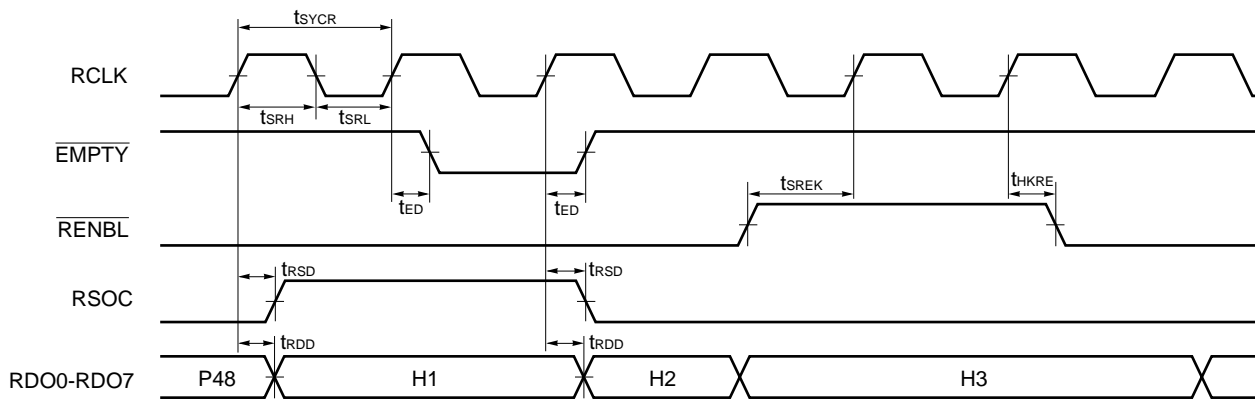 tSYCR
RCLK
tSRH
tSRL
EMPTY
tED
tED
tSREK
tHKRE
RENBL
tRSD
tRSD
RSOC
tRDD
tRDD
RDO0-RDO7
P48
H1
H2
H3